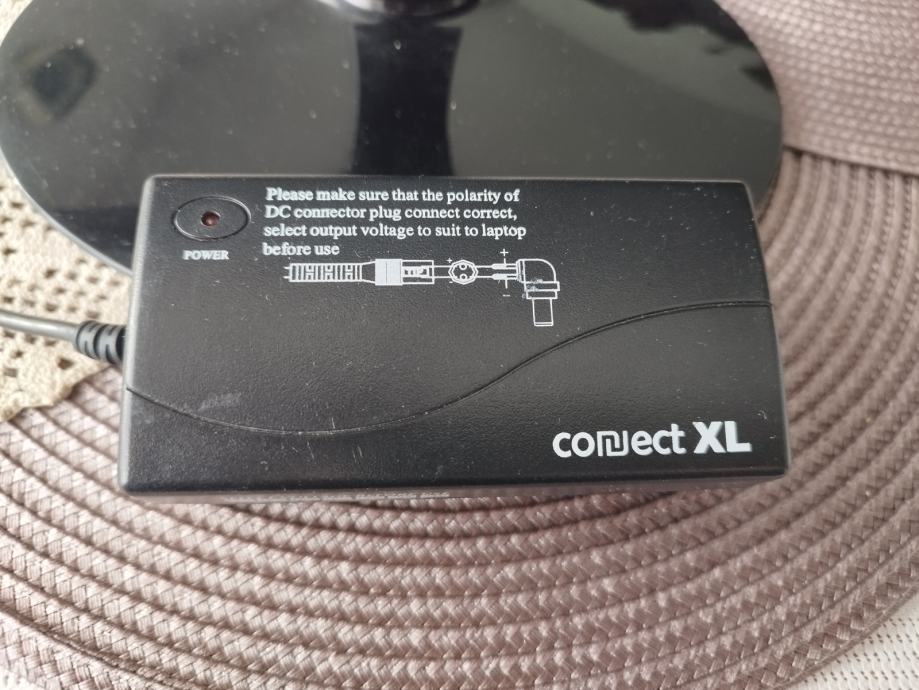 Please make sure that the polarity of
DC connector plug connect correct,
select output voltage to suit to laptop
before use
POWER
+
+
-
connect XL